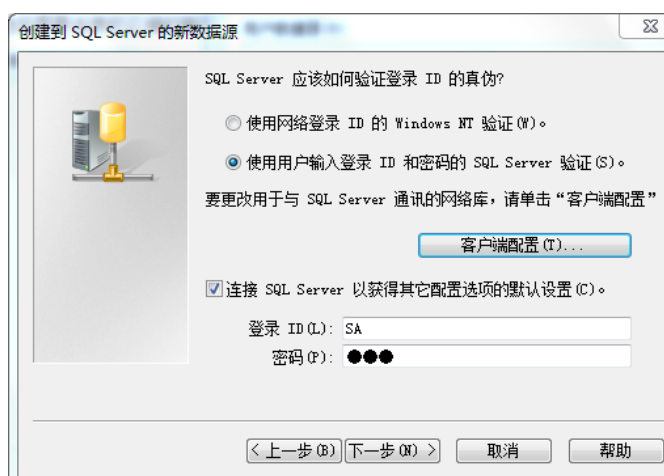 创建到 SQL Server 的新数据源
SQL Server 应该如何验证登录 ID 的真伪?
使用网络登录 ID 的 Windows NT 验证(W)。
使用用户输入登录 ID 和密码的 SQL Server 验证(S)。
要更改用于与 SQL Server 通讯的网络库，请单击“客户端配置”
客户端配置(T)...
连接 SQL Server 以获得其它配置选项的默认设置(C)。
登录 ID(L): SA
密码(P): ●●●
< 上一步(B) 下一步(N) > 取消 帮助